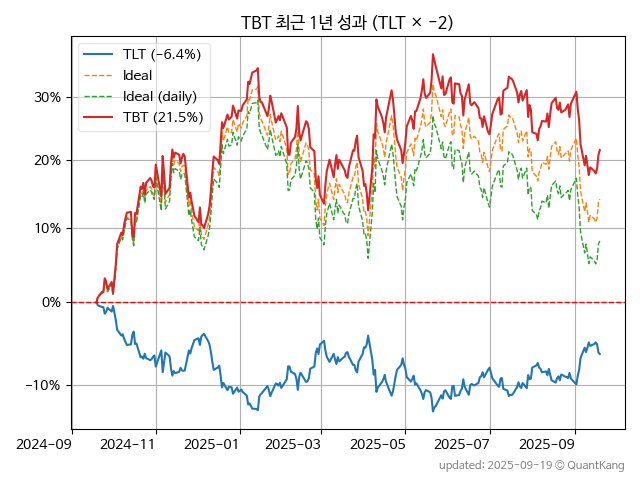 TBT 최근 1년 성과 (TLT × −2)
TLT (−6.4%)
Ideal
Ideal (daily)
TBT (21.5%)
30%
20%
10%
0%
−10%
2024-09
2024-11
2025-01
2025-03
2025-05
2025-07
2025-09
updated: 2025-09-19 © QuantKang